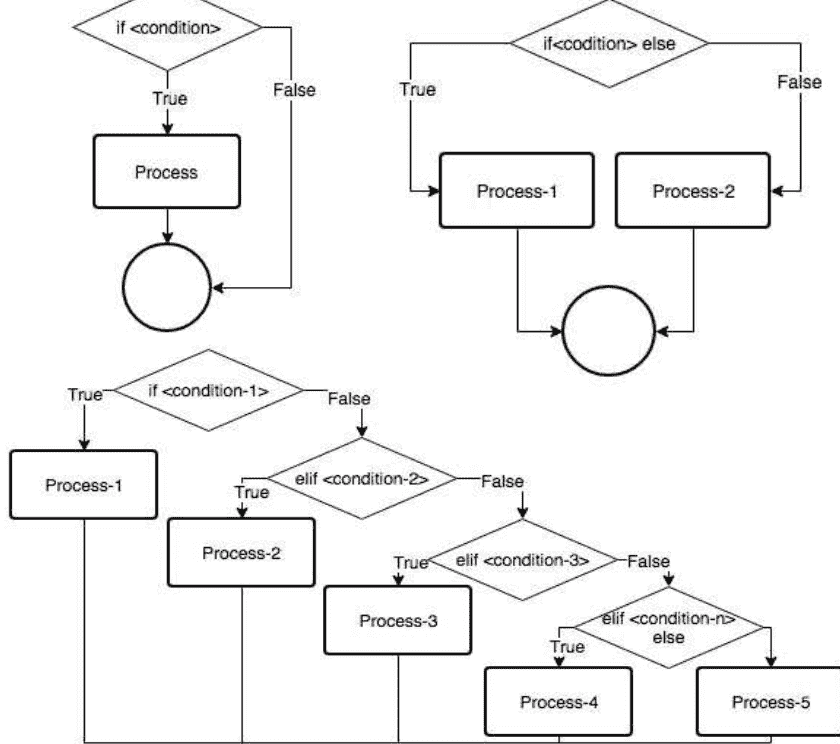 if <condition>
True
False
Process
if<codition> else
True
False
Process-1
Process-2
if <condition-1>
True
False
Process-1
elif <condition-2>
True
False
Process-2
elif <condition-3>
True
False
Process-3
elif <condition-n>
else
True
Process-4
Process-5